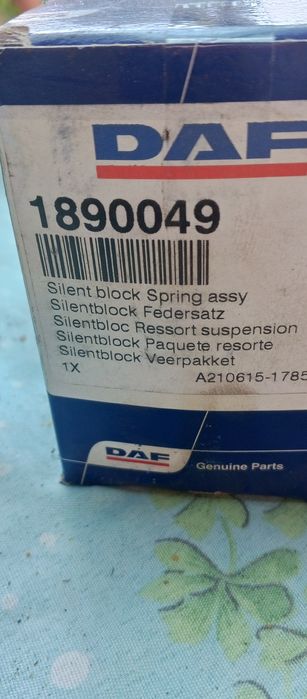 DAF
1890049
Silent block Spring assy
Silentblock Federsatz
Silentbloc Ressort suspension
Silentblock Paquete resorte
Silentblock Veerpakket
1X A210615-1785
DAF Genuine Parts